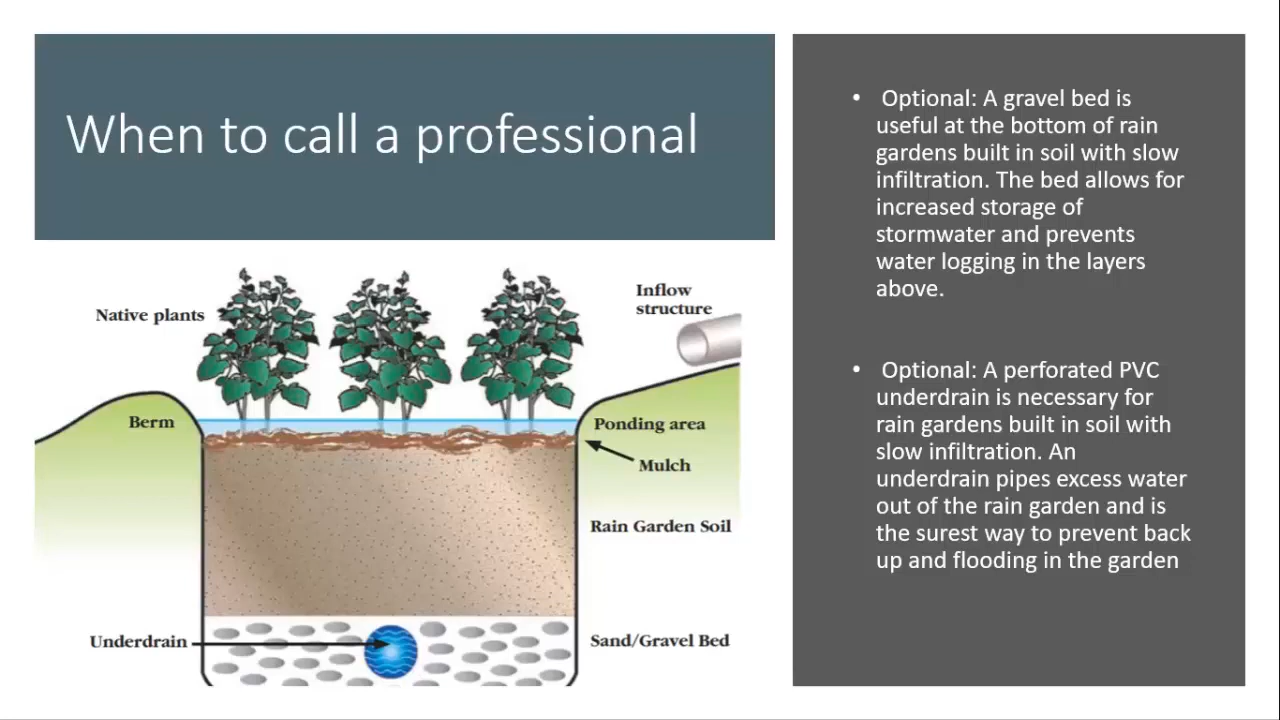 When to call a professional
Native plants
Inflow
structure
Berm
Ponding area
Mulch
Rain Garden Soil
Underdrain
Sand/Gravel Bed
• Optional: A gravel bed is
useful at the bottom of rain
gardens built in soil with slow
infiltration. The bed allows for
increased storage of
stormwater and prevents
water logging in the layers
above.
• Optional: A perforated PVC
underdrain is necessary for
rain gardens built in soil with
slow infiltration. An
underdrain pipes excess water
out of the rain garden and is
the surest way to prevent back
up and flooding in the garden